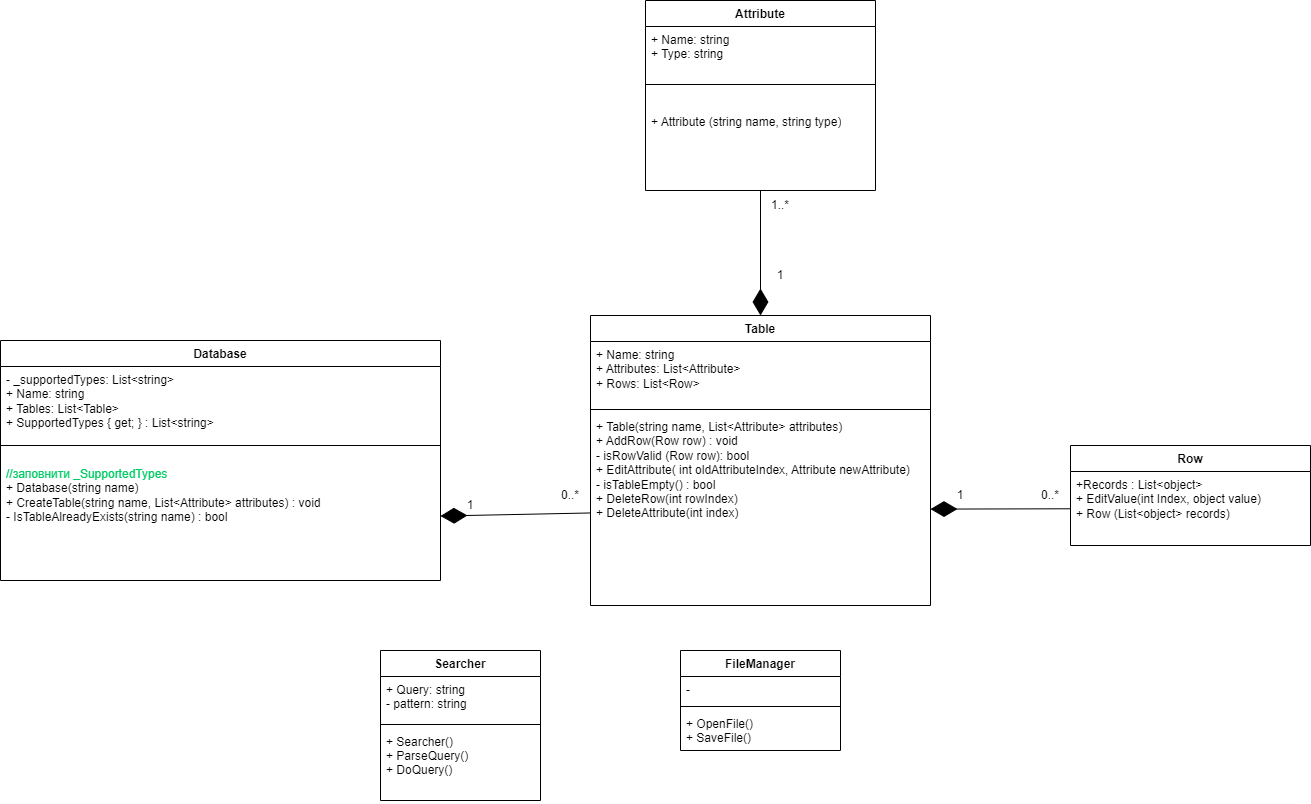 Attribute
+ Name: string
+ Type: string
+ Attribute (string name, string type)
1..*
1
Table
+ Name: string
+ Attributes: List<Attribute>
+ Rows: List<Row>
+ Table(string name, List<Attribute> attributes)
+ AddRow(Row row) : void
- isRowValid (Row row): bool
+ EditAttribute( int oldAttributeIndex, Attribute newAttribute)
- isTableEmpty() : bool
+ DeleteRow(int rowIndex)
+ DeleteAttribute(int index)
Database
- _supportedTypes: List<string>
+ Name: string
+ Tables: List<Table>
+ SupportedTypes { get; } : List<string>
//заповнити _SupportedTypes
+ Database(string name)
+ CreateTable(string name, List<Attribute> attributes) : void
- IsTableAlreadyExists(string name) : bool
1
0..*
1
0..*
Row
+Records : List<object>
+ EditValue(int Index, object value)
+ Row (List<object> records)
Searcher
+ Query: string
- pattern: string
+ Searcher()
+ ParseQuery()
+ DoQuery()
FileManager
-
+ OpenFile()
+ SaveFile()